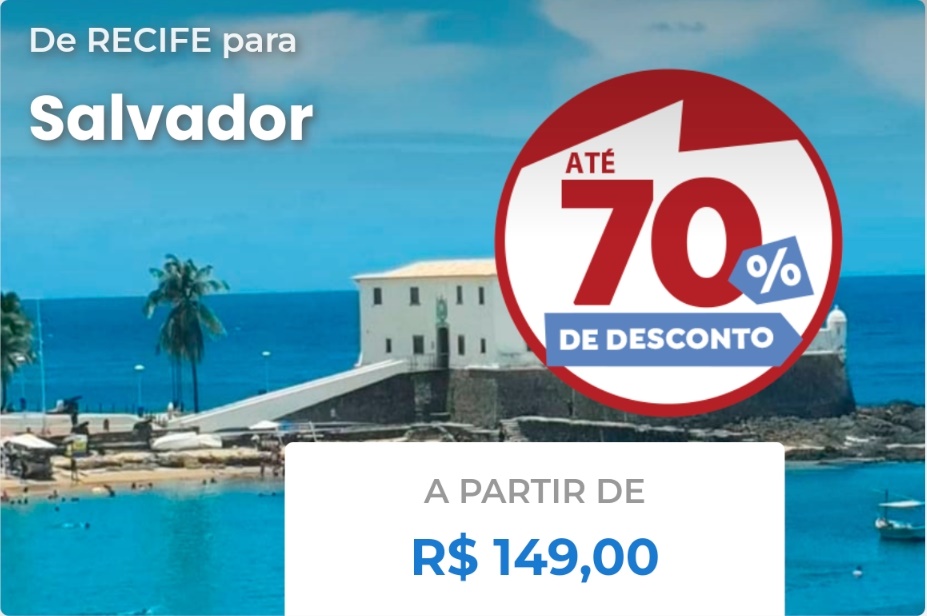 De RECIFE para
Salvador
ATÉ
70%
DE DESCONTO
A PARTIR DE
R$ 149,00